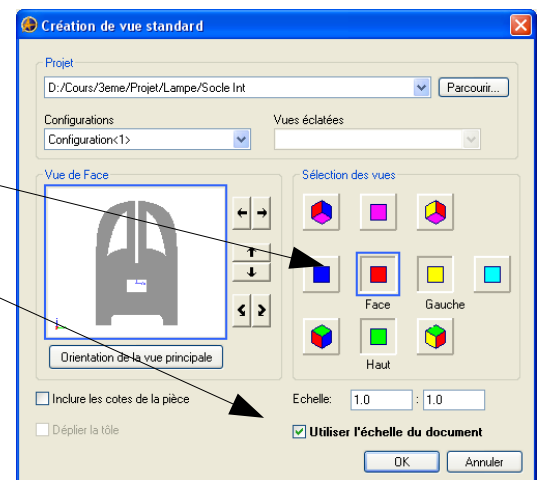 Création de vue standard
Projet
D:/Cours/3eme/Projet/Lampe/Socle Int
Parcourir...
Configurations
Vues éclatées
Configuration<1>
Vue de Face
Sélection des vues
Face
Gauche
Haut
Orientation de la vue principale
Inclure les cotes de la pièce
Echelle: 1.0 : 1.0
Déplier la tôle
Utiliser l'échelle du document
OK
Annuler